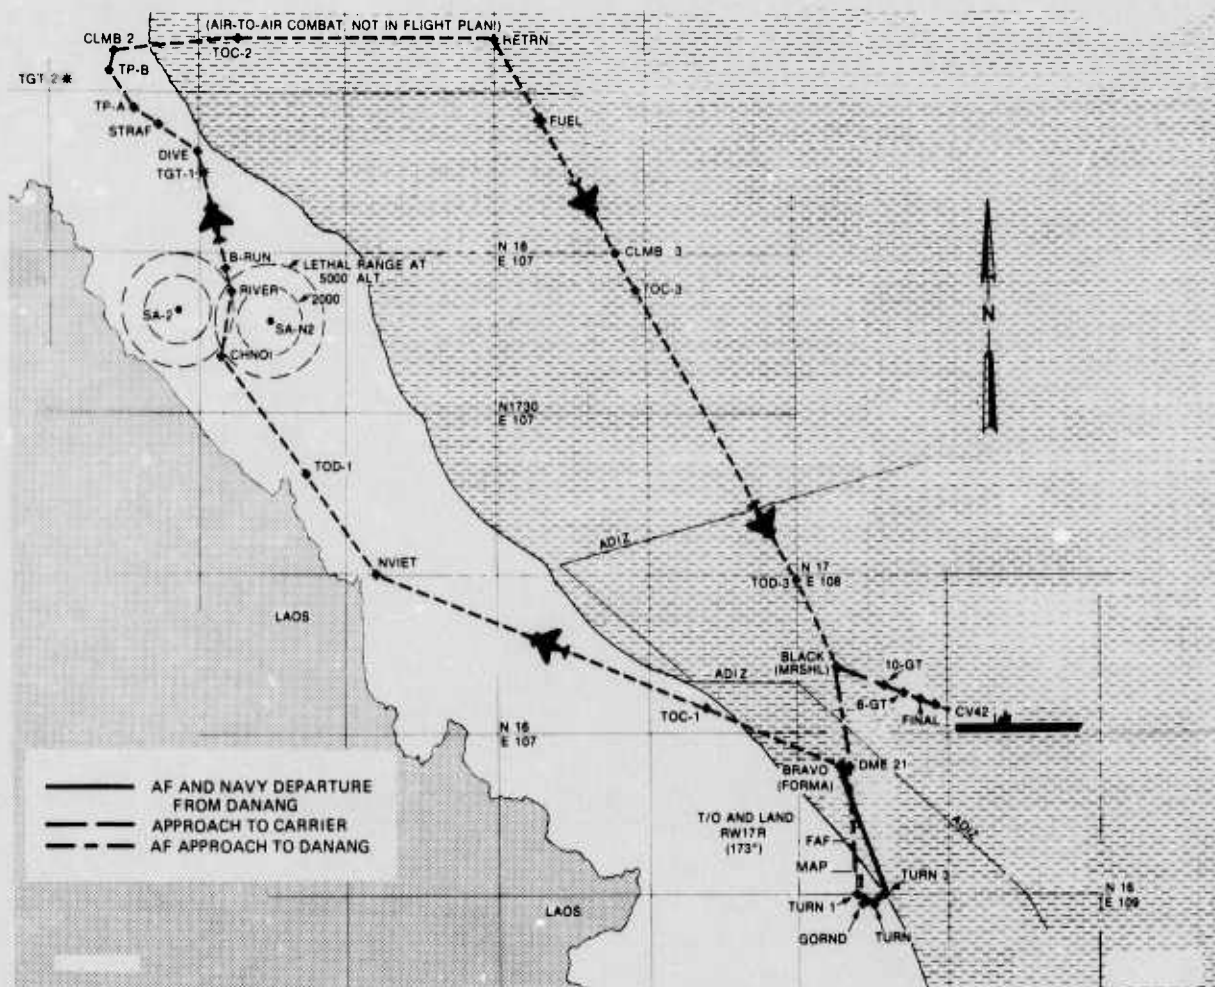 (AIR-TO-AIR COMBAT, NOT IN FLIGHT PLAN!)
CLMB 2
TOC-2
RETRN
TP-B
TGT 2
TP-A
STRAF
FUEL
DIVE
TGT-1
N 16
E 107
CLMB 3
B-RUN
LETHAL RANGE AT
5000 ALT
RIVER
2000
TOC-3
SA-2
SA-N2
N
CHNOI
N1730
E 107
TOD-1
ADIZ
NVIET
TOD-3
N 17
E 108
LAOS
BLACK
(MRSHL)
10-GT
ADIZ
6-GT
FINAL
CV42
TOC-1
N 16
E 107
BRAVO
(FORMA)
DME 21
AF AND NAVY DEPARTURE
FROM DANANG
APPROACH TO CARRIER
AF APPROACH TO DANANG
T/O AND LAND
RW17R
(173°)
ADIZ
FAF
MAP
TURN 3
TURN 1
N 16
E 109
LAOS
GORND
TURN